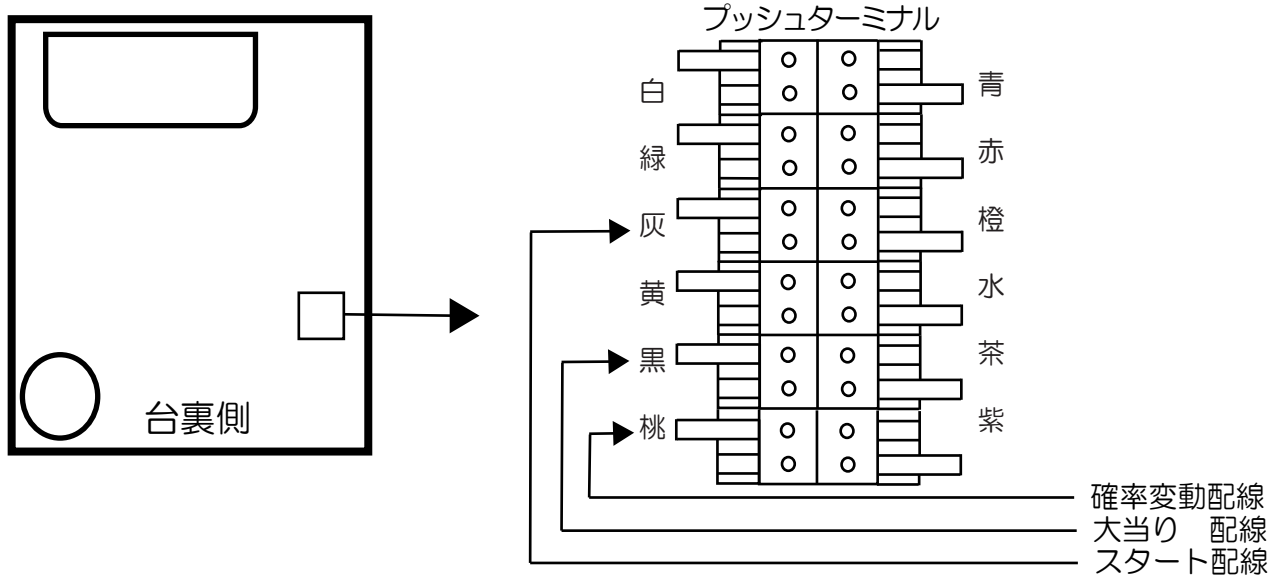 プッシュターミナル
白
青
緑
赤
灰
橙
黄
水
黒
茶
桃
紫
台裏側
確率変動配線
大当り　配線
スタート配線